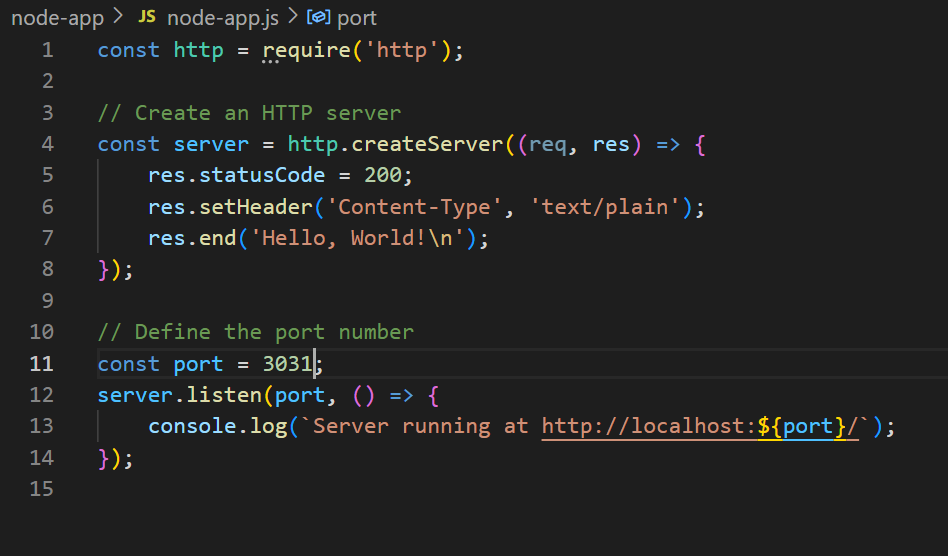 node-app > JS node-app.js > port
1 const http = require('http');
2
3 // Create an HTTP server
4 const server = http.createServer((req, res) => {
5     res.statusCode = 200;
6     res.setHeader('Content-Type', 'text/plain');
7     res.end('Hello, World!\n');
8 });
9
10 // Define the port number
11 const port = 3031;
12 server.listen(port, () => {
13     console.log(`Server running at http://localhost:${port}/`);
14 });
15